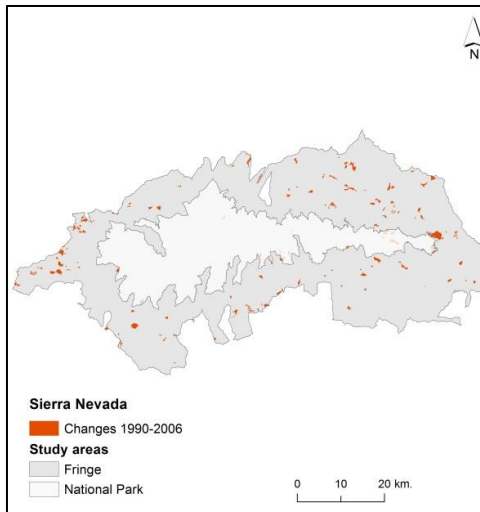 N
Sierra Nevada
Changes 1990-2006
Study areas
Fringe
National Park
0 10 20 km.